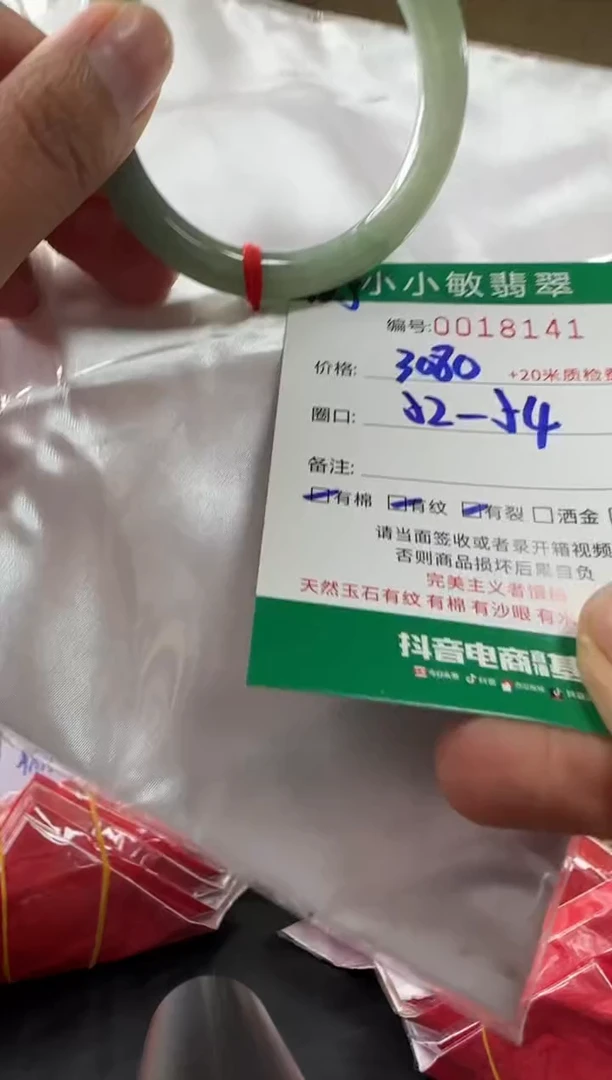 小小敏翡翠
编号:0018141
价格: 3080 +20米质检费
圈口: 52-54
备注:
有棉 有纹 有裂 洒金
请当面签收或者录开箱视频
否则商品损坏后果自负
完美主义者慎拍
天然玉石有纹 有棉 有沙眼 有水
抖音电商